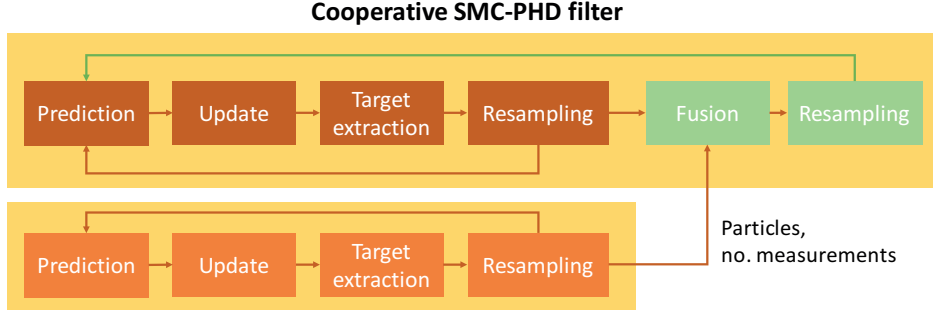 Cooperative SMC-PHD filter
Prediction
Update
Target
extraction
Resampling
Fusion
Resampling
Particles,
no. measurements
Prediction
Update
Target
extraction
Resampling